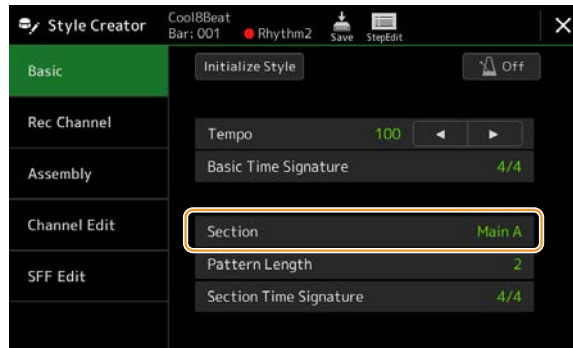 Style Creator
Cool8Beat
Bar: 001 Rhythm2 Save StepEdit
Basic
Initialize Style Off
Rec Channel
Tempo 100
Assembly
Basic Time Signature 4/4
Channel Edit
Section Main A
SFF Edit
Pattern Length 2
Section Time Signature 4/4